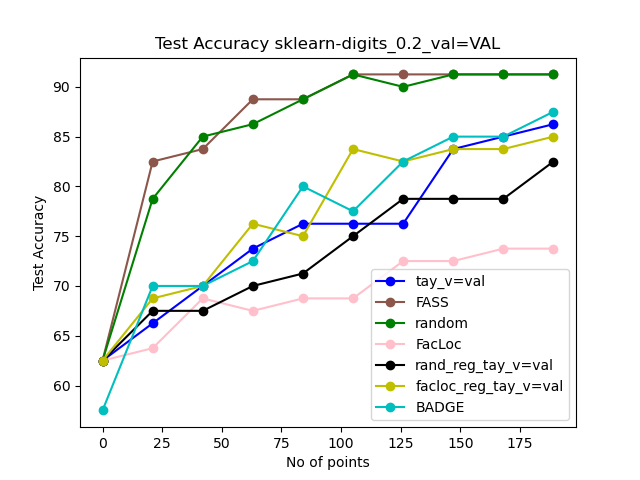 Test Accuracy sklearn-digits_0.2_val=VAL
Test Accuracy
90
85
80
75
70
65
60
0
25
50
75
100
125
150
175
No of points
tay_v=val
FASS
random
FacLoc
rand_reg_tay_v=val
facloc_reg_tay_v=val
BADGE